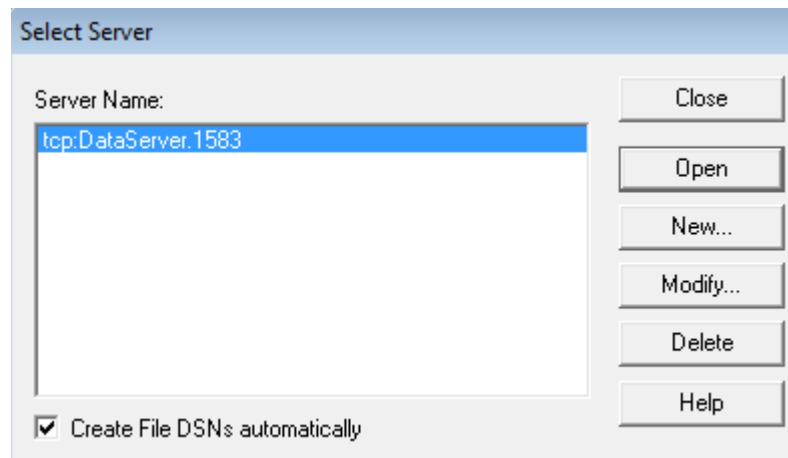 Select Server
Server Name:
tcp:DataServer.1583
Close
Open
New...
Modify...
Delete
Help
Create File DSNs automatically